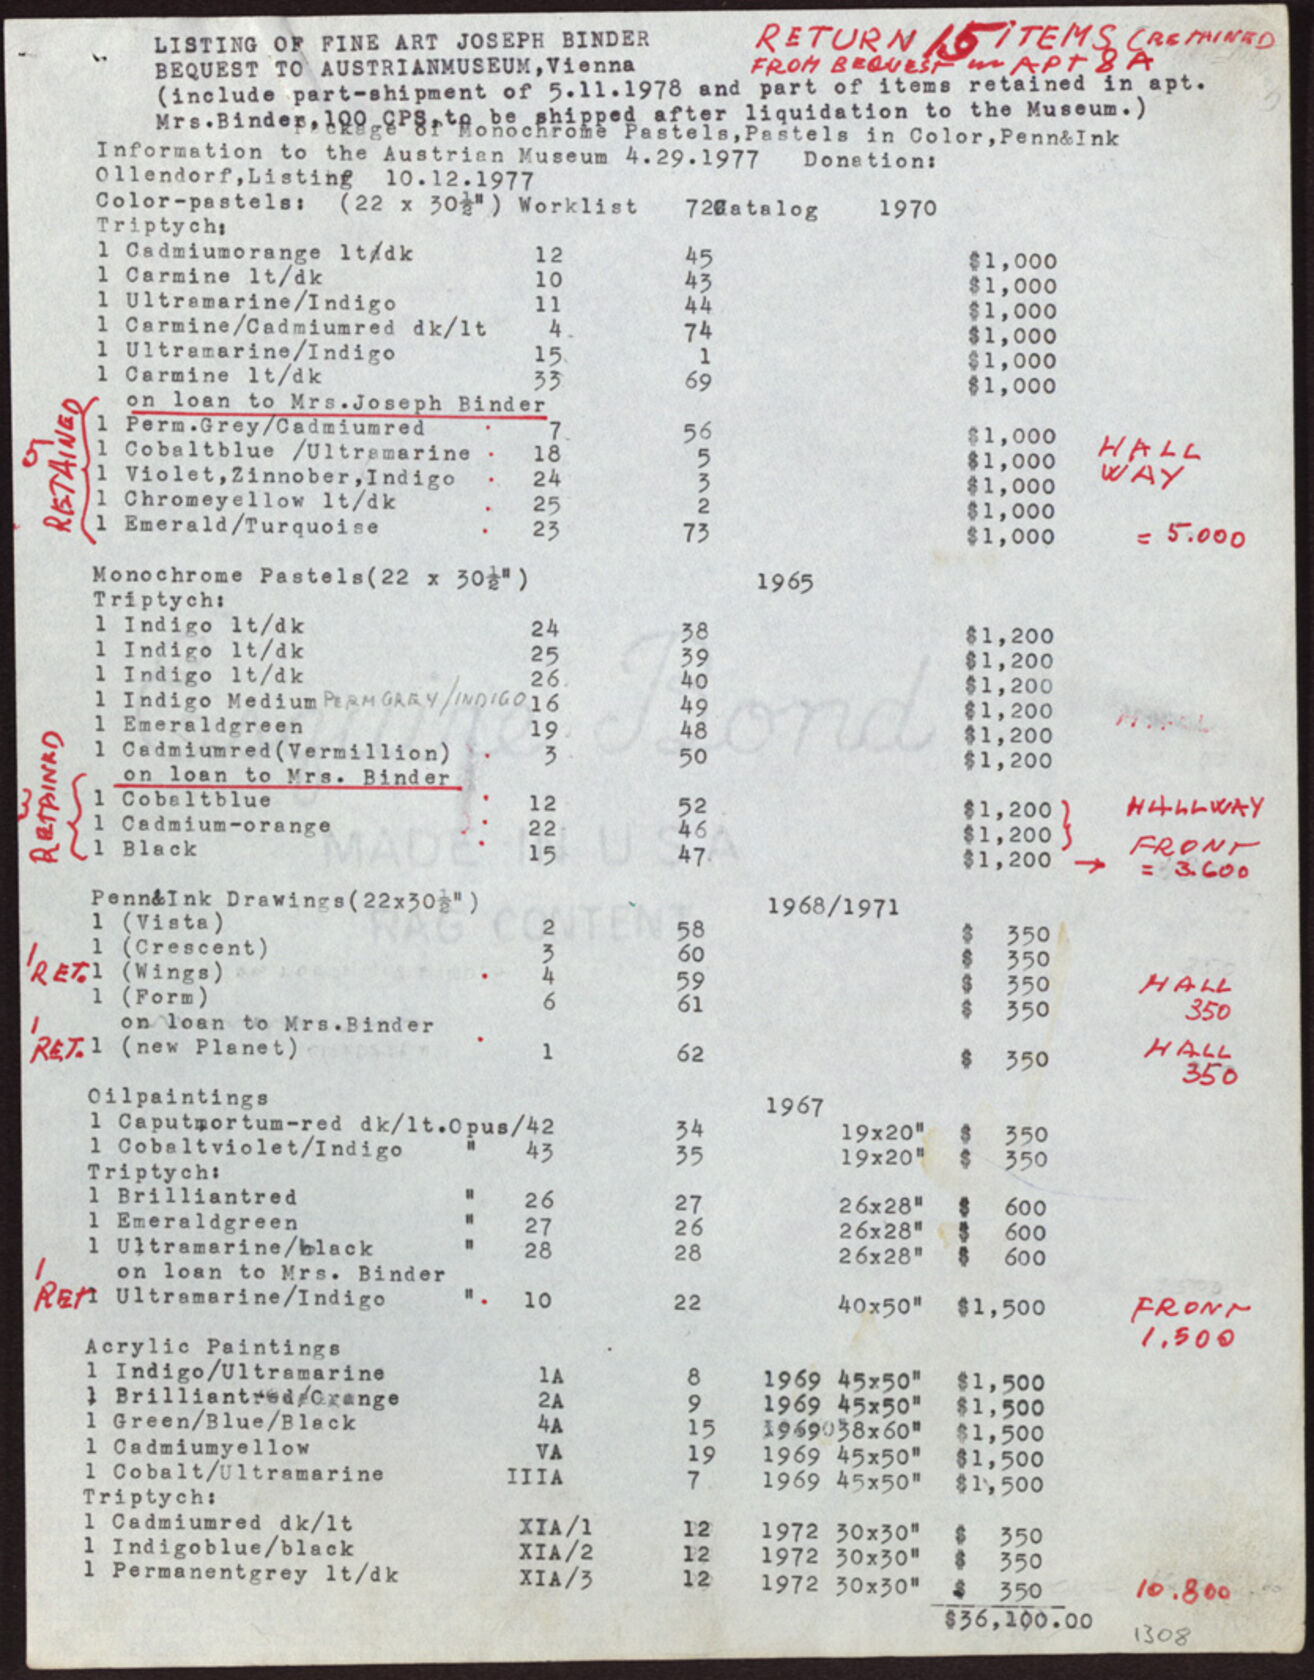 LISTING OF FINE ART JOSEPH BINDER
RETURN 15 ITEMS (RETAINED
BEQUEST TO AUSTRIANMUSEUM,Vienna
FROM BEQUEST in APT 8 A
(include part-shipment of 5.11.1978 and part of items retained in apt.
Mrs.Binder,100 CPS,to be shipped after liquidation to the Museum.)
Package of Monochrome Pastels,Pastels in Color,Penn&Ink
Information to the Austrian Museum 4.29.1977 Donation:
Ollendorf,Listing 10.12.1977
Color-pastels: (22 x 30½") Worklist 72 Catalog 1970
Triptych:
1 Cadmiumorange lt/dk 12 45 $1,000
1 Carmine lt/dk 10 43 $1,000
1 Ultramarine/Indigo 11 44 $1,000
1 Carmine/Cadmiumred dk/lt 4 74 $1,000
1 Ultramarine/Indigo 15 1 $1,000
1 Carmine lt/dk 33 69 $1,000
on loan to Mrs.Joseph Binder
5 RETAINED
1 Perm.Grey/Cadmiumred 7 56 $1,000 HALL
1 Cobaltblue /Ultramarine 18 5 $1,000 WAY
1 Violet,Zinnober,Indigo 24 3 $1,000
1 Chromeyellow lt/dk 25 2 $1,000
1 Emerald/Turquoise 23 73 $1,000 = 5.000
Monochrome Pastels(22 x 30½") 1965
Triptych:
1 Indigo lt/dk 24 38 $1,200
1 Indigo lt/dk 25 39 $1,200
1 Indigo lt/dk 26 40 $1,200
1 Indigo Medium PERM GREY/INDIGO 16 49 $1,200
1 Emeraldgreen 19 48 $1,200 HALL
1 Cadmiumred(Vermillion) 3 50 $1,200
on loan to Mrs. Binder
3 RETAINED
1 Cobaltblue 12 52 $1,200 HALLWAY
1 Cadmium-orange 22 46 $1,200
1 Black 15 47 $1,200 → FRONT
= 3.600
MADE IN U S A
RAG CONTENT
Penn&Ink Drawings(22x30½") 1968/1971
1 (Vista) 2 58 $ 350
1 (Crescent) 3 60 $ 350
1 RET. 1 (Wings) 4 59 $ 350 HALL
1 (Form) 6 61 $ 350 350
on loan to Mrs.Binder
1 RET. 1 (new Planet) 1 62 $ 350 HALL
350
Oilpaintings 1967
1 Caputmortum-red dk/lt.Opus/42 34 19x20" $ 350
1 Cobaltviolet/Indigo " 43 35 19x20" $ 350
Triptych:
1 Brilliantred " 26 27 26x28" $ 600
1 Emeraldgreen " 27 26 26x28" $ 600
1 Ultramarine/black " 28 28 26x28" $ 600
on loan to Mrs. Binder
1 RET 1 Ultramarine/Indigo " 10 22 40x50" $1,500 FRONT
1.500
Acrylic Paintings
1 Indigo/Ultramarine 1A 8 1969 45x50" $1,500
1 Brilliantred/Orange 2A 9 1969 45x50" $1,500
1 Green/Blue/Black 4A 15 1969 38x60" $1,500
1 Cadmiumyellow VA 19 1969 45x50" $1,500
1 Cobalt/Ultramarine IIIA 7 1969 45x50" $1,500
Triptych:
1 Cadmiumred dk/lt XIA/1 12 1972 30x30" $ 350
1 Indigoblue/black XIA/2 12 1972 30x30" $ 350
1 Permanentgrey lt/dk XIA/3 12 1972 30x30" $ 350 10.800
$36,100.00
1308